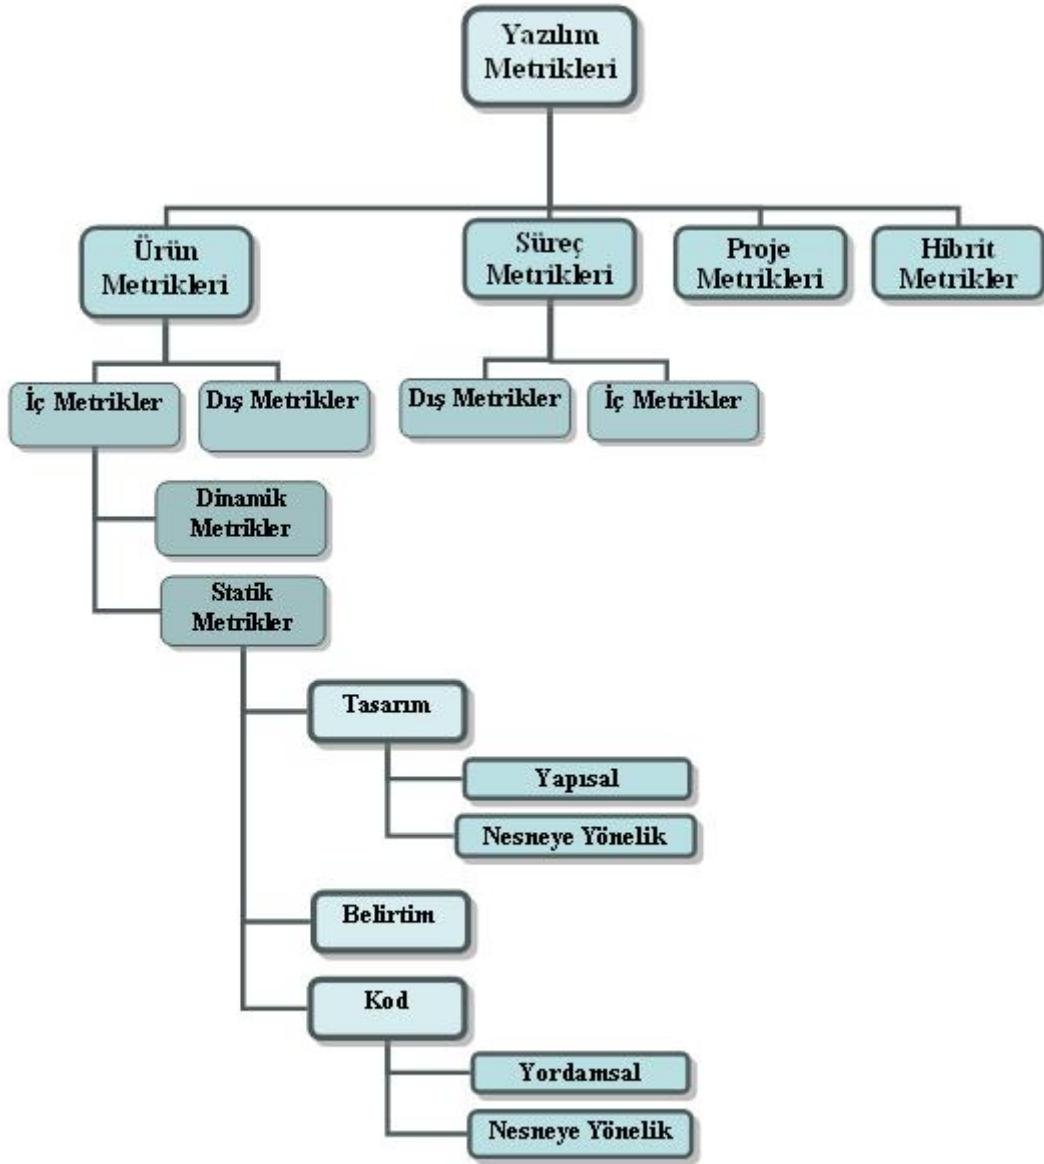 Yazılım
Metrikleri
Ürün
Metrikleri
Süreç
Metrikleri
Proje
Metrikleri
Hibrit
Metrikler
İç Metrikler
Dış Metrikler
Dış Metrikler
İç Metrikler
Dinamik
Metrikler
Statik
Metrikler
Tasarım
Yapısal
Nesneye Yönelik
Belirtim
Kod
Yordamsal
Nesneye Yönelik